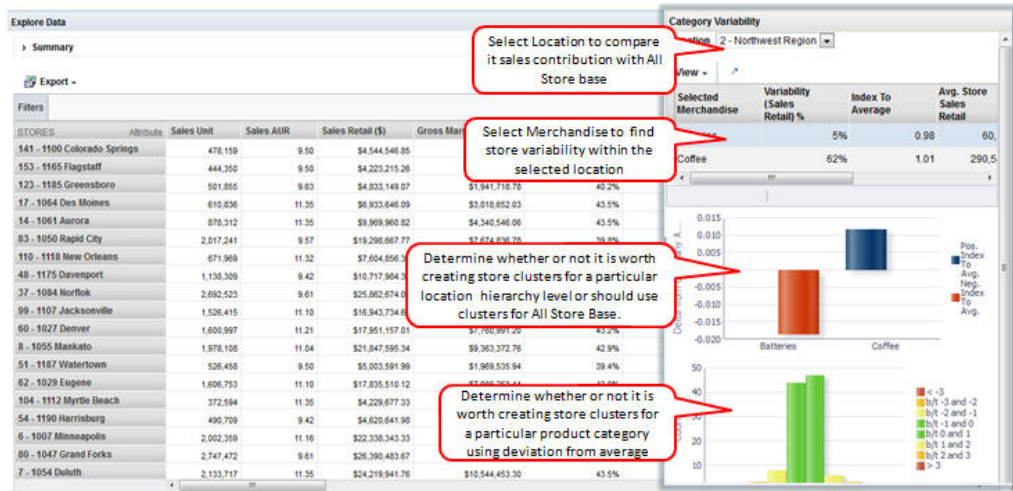 Explore Data
› Summary
Export
Filters
STORES Attribute Sales Unit Sales AUR Sales Retail ($) Gross Mar
141 - 1100 Colorado Springs 478,159 9.50 $4,544,546.85
153 - 1165 Flagstaff 444,350 9.50 $4,223,215.26
123 - 1185 Greensboro 501,855 9.63 $4,833,149.07 $1,941,718.78 40.2%
17 - 1064 Des Moines 610,836 11.35 $6,933,646.09 $3,018,652.03 43.5%
14 - 1061 Aurora 878,312 11.35 $9,969,960.82 $4,340,546.06 43.5%
83 - 1050 Rapid City 2,017,241 9.57 $19,298,667.77 $7,674,836.78 39.8%
110 - 1118 New Orleans 671,969 11.32 $7,604,856.3
48 - 1175 Davenport 1,138,309 9.42 $10,717,964.3
37 - 1084 Norflok 2,692,523 9.61 $25,862,674.0
99 - 1107 Jacksonville 1,526,415 11.10 $16,943,734.6
60 - 1027 Denver 1,600,997 11.21 $17,951,157.01 $7,760,991.20 43.2%
8 - 1055 Mankato 1,978,108 11.04 $21,847,595.34 $9,363,372.76 42.9%
51 - 1187 Watertown 526,458 9.50 $5,003,591.99 $1,969,535.94 39.4%
62 - 1029 Eugene 1,606,753 11.10 $17,835,510.12
104 - 1112 Myrtle Beach 372,594 11.35 $4,229,677.33
54 - 1190 Harrisburg 490,709 9.42 $4,620,641.98
6 - 1007 Minneapolis 2,002,359 11.16 $22,338,343.33
80 - 1047 Grand Forks 2,747,472 9.61 $26,390,483.67
7 - 1054 Duluth 2,133,717 11.35 $24,219,941.76 $10,544,453.30 43.5%
Select Location to compare
it sales contribution with All
Store base
Select Merchandise to find
store variability within the
selected location
Determine whether or not it is worth
creating store clusters for a particular
location hierarchy level or should use
clusters for All Store Base.
Determine whether or not it is
worth creating store clusters for
a particular product category
using deviation from average
Category Variability
2 - Northwest Region
View
Selected
Merchandise
Variability
(Sales
Retail) %
Index To
Average
Avg. Store
Sales
Retail
5% 0.98 60,
Coffee 62% 1.01 290,5
0.015
0.010
0.005
-0.005
-0.010
-0.015
-0.020
Batteries Coffee
Pos.
Index
To
Avg.
Neg.
Index
To
Avg.
50
40
30
20
10
< -3
b/t -3 and -2
b/t -2 and -1
b/t -1 and 0
b/t 0 and 1
b/t 1 and 2
b/t 2 and 3
> 3